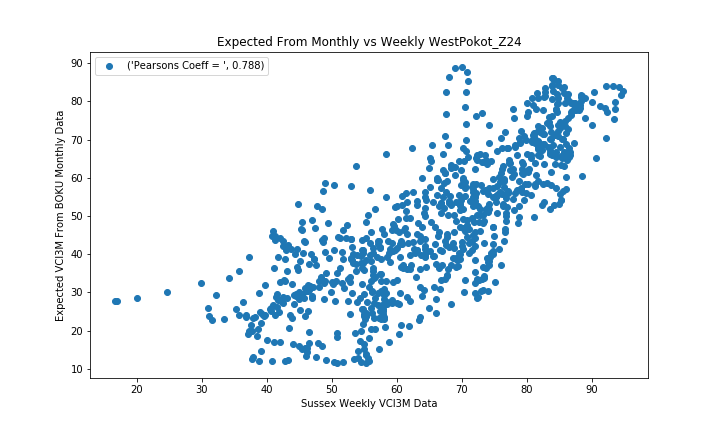 Expected From Monthly vs Weekly WestPokot_Z24
('Pearsons Coeff = ', 0.788)
Expected VCI3M From BOKU Monthly Data
90
80
70
60
50
40
30
20
10
20 30 40 50 60 70 80 90
Sussex Weekly VCI3M Data